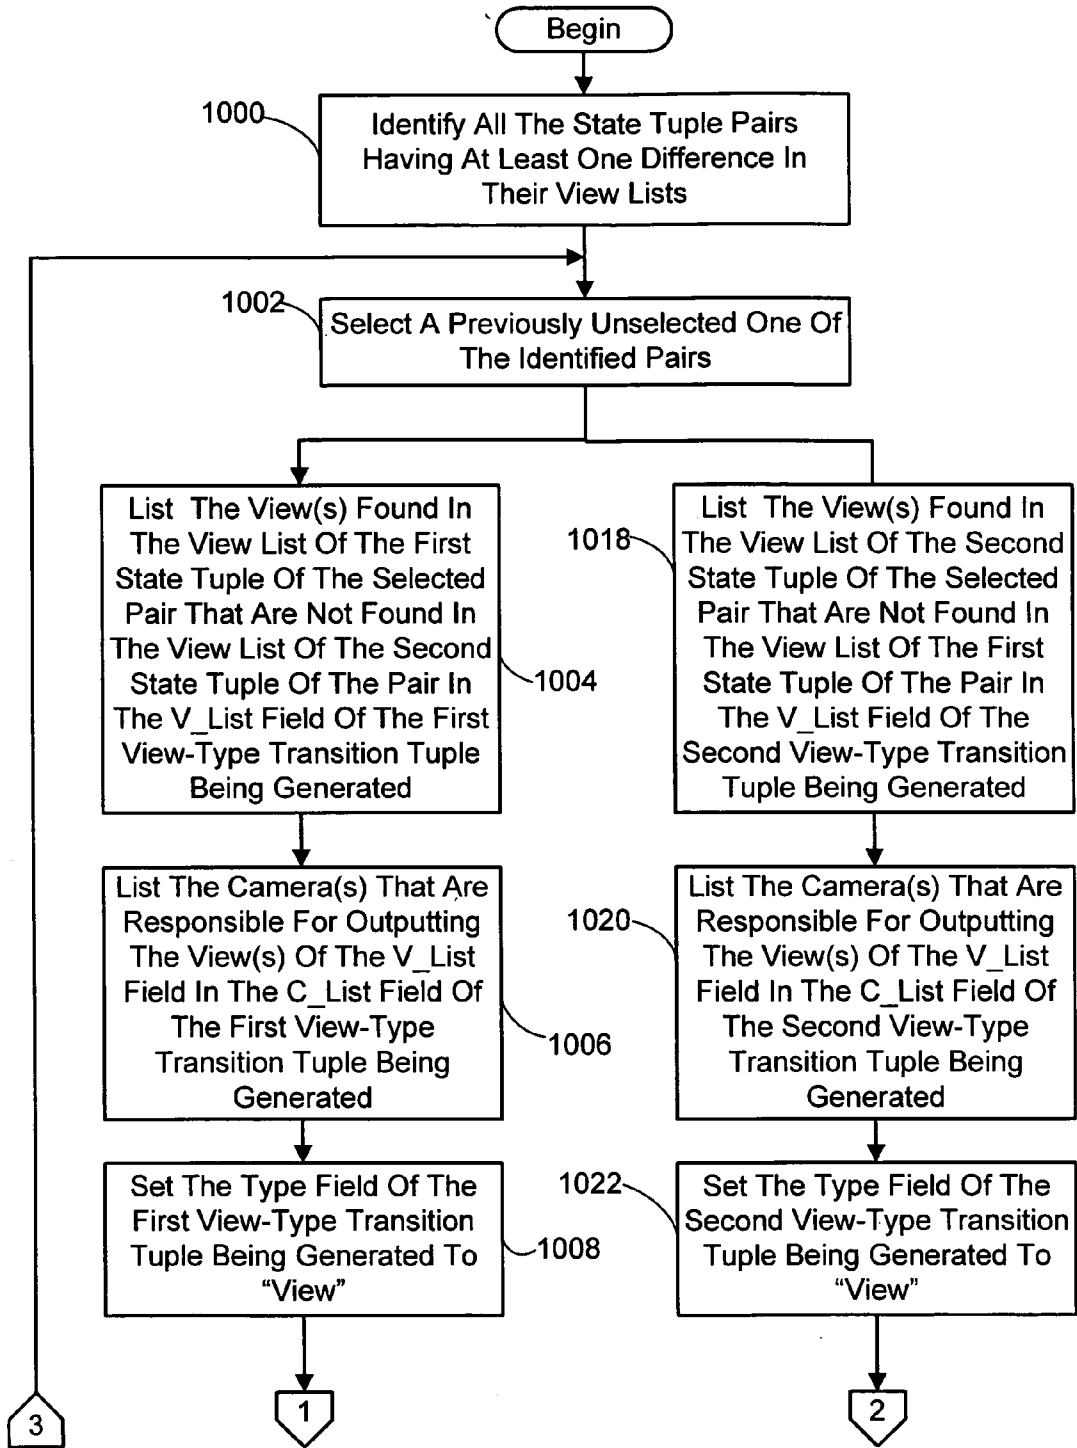 Begin
1000
Identify All The State Tuple Pairs
Having At Least One Difference In
Their View Lists
1002
Select A Previously Unselected One Of
The Identified Pairs
List The View(s) Found In
The View List Of The First
State Tuple Of The Selected
Pair That Are Not Found In
The View List Of The Second
State Tuple Of The Pair In
The V_List Field Of The First
View-Type Transition Tuple
Being Generated
1004
1018
List The View(s) Found In
The View List Of The Second
State Tuple Of The Selected
Pair That Are Not Found In
The View List Of The First
State Tuple Of The Pair In
The V_List Field Of The
Second View-Type Transition
Tuple Being Generated
List The Camera(s) That Are
Responsible For Outputting
The View(s) Of The V_List
Field In The C_List Field Of
The First View-Type
Transition Tuple Being
Generated
1006
1020
List The Camera(s) That Are
Responsible For Outputting
The View(s) Of The V_List
Field In The C_List Field Of
The Second View-Type
Transition Tuple Being
Generated
Set The Type Field Of The
First View-Type Transition
Tuple Being Generated To
“View”
1008
1022
Set The Type Field Of The
Second View-Type Transition
Tuple Being Generated To
“View”
3
1
2